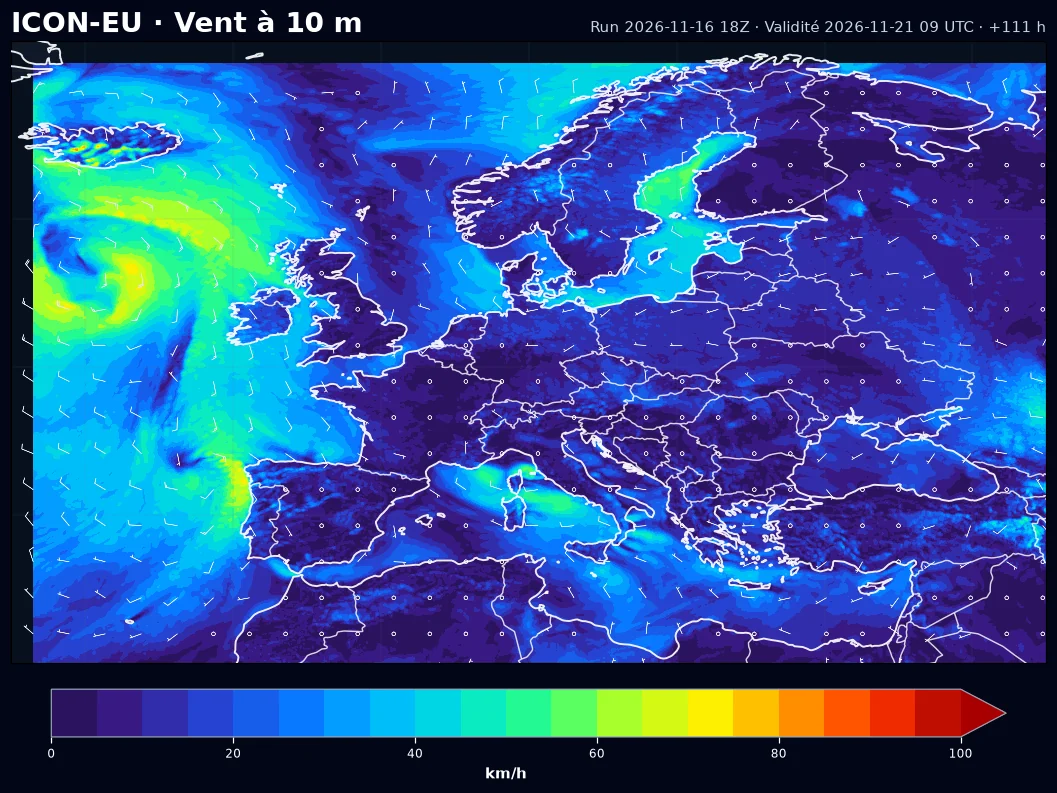 ICON-EU · Vent à 10 m
Run 2026-11-16 18Z · Validité 2026-11-21 09 UTC · +111 h
0 20 40 60 80 100
km/h